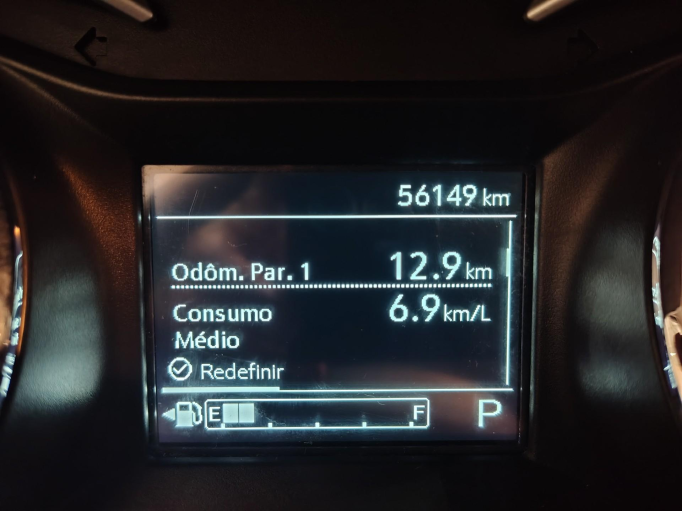 56149 km
Odôm. Par. 1 12.9 km
Consumo 6.9 km/L
Médio
Redefinir
E F P